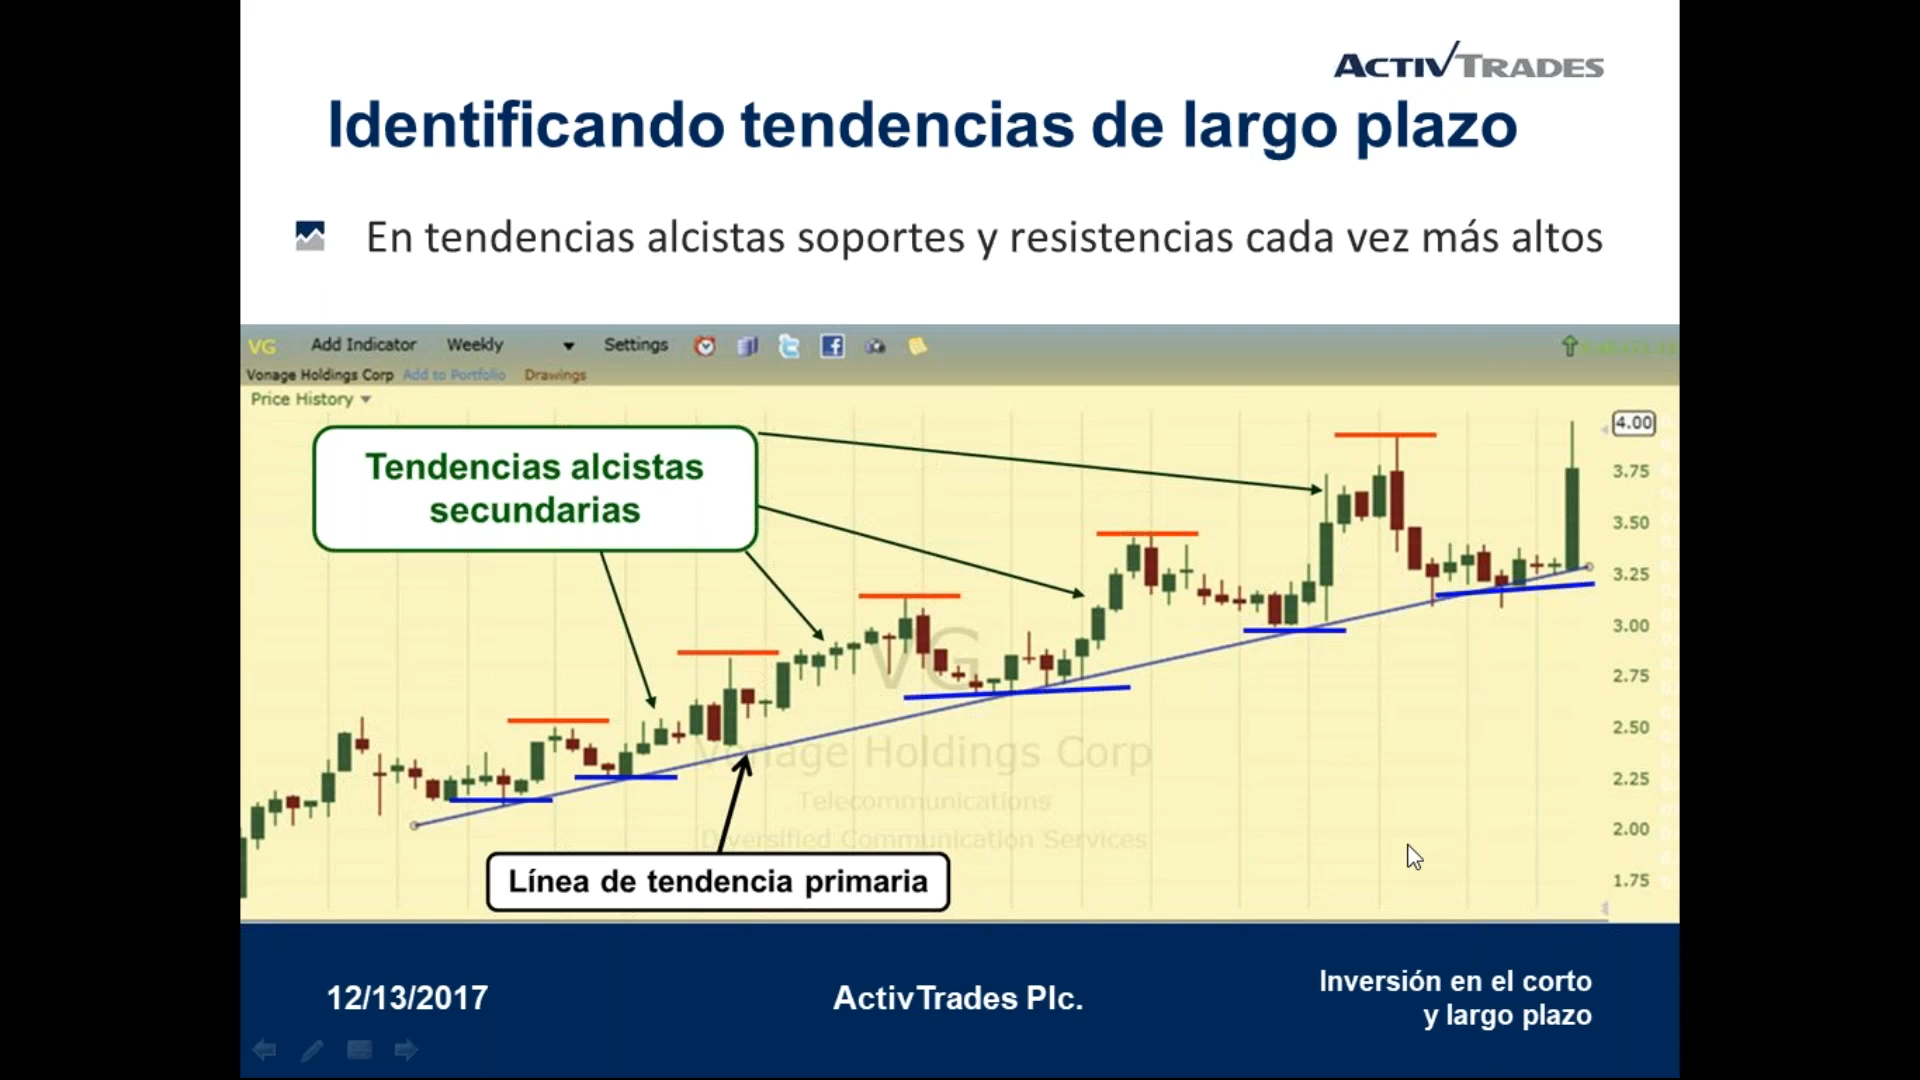 ACTIVTRADES
Identificando tendencias de largo plazo
En tendencias alcistas soportes y resistencias cada vez más altos
VG Add Indicator Weekly Settings
Vonage Holdings Corp Add to Portfolio Drawings
Price History
4.00
Tendencias alcistas
secundarias
3.75
3.50
3.25
3.00
VG
2.75
2.50
Vonage Holdings Corp
2.25
Telecommunications
2.00
Diversified Communication Services
Línea de tendencia primaria
1.75
12/13/2017
ActivTrades Plc.
Inversión en el corto
y largo plazo